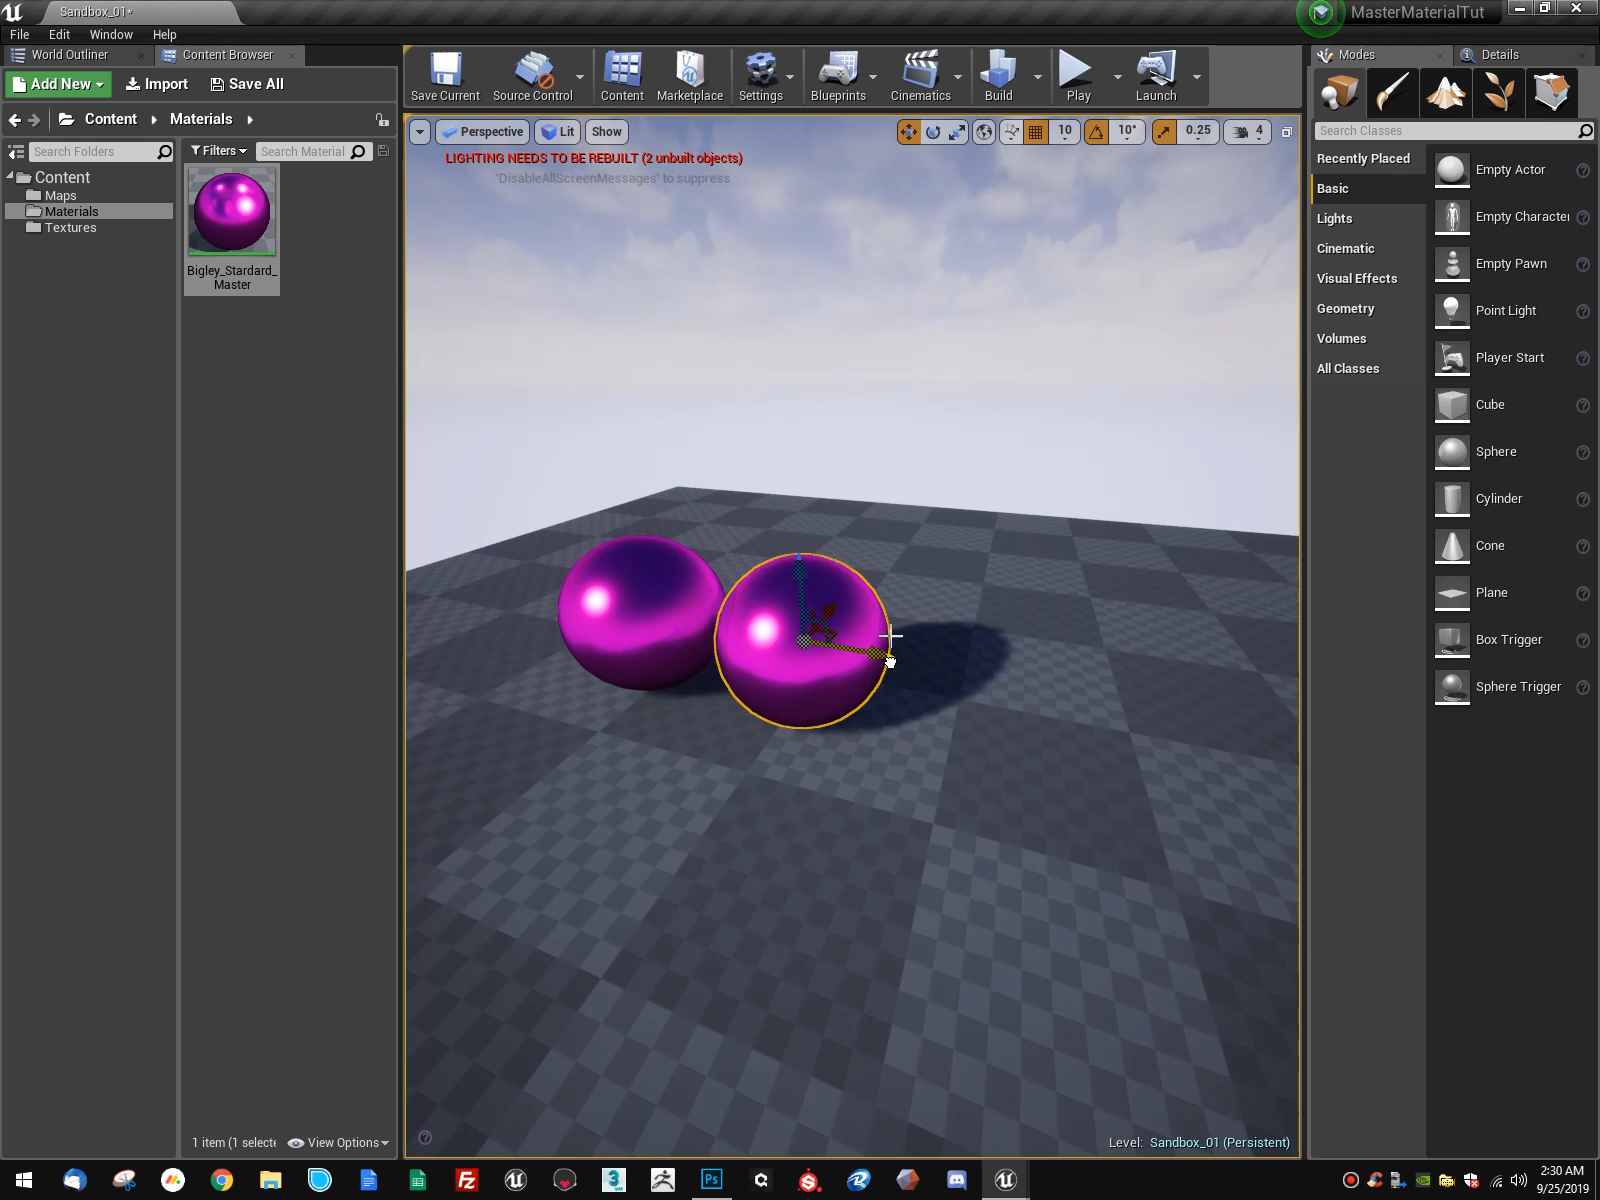 Sandbox_01*
MasterMaterialTut
File Edit Window Help
World Outliner
Content Browser
Modes
Details
Add New
Import
Save All
Save Current
Source Control
Content
Marketplace
Settings
Blueprints
Cinematics
Build
Play
Launch
Content
Materials
Search Folders
Filters
Search Material
Content
Maps
Materials
Textures
Bigley_Stardard_
Master
1 item (1 selecte
View Options
Perspective
Lit
Show
10
10°
0.25
4
LIGHTING NEEDS TO BE REBUILT (2 unbuilt objects)
'DisableAllScreenMessages' to suppress
Level: Sandbox_01 (Persistent)
Search Classes
Recently Placed
Basic
Lights
Cinematic
Visual Effects
Geometry
Volumes
All Classes
Empty Actor
Empty Character
Empty Pawn
Point Light
Player Start
Cube
Sphere
Cylinder
Cone
Plane
Box Trigger
Sphere Trigger
Fz
3
Ps
2:30 AM
9/25/2019